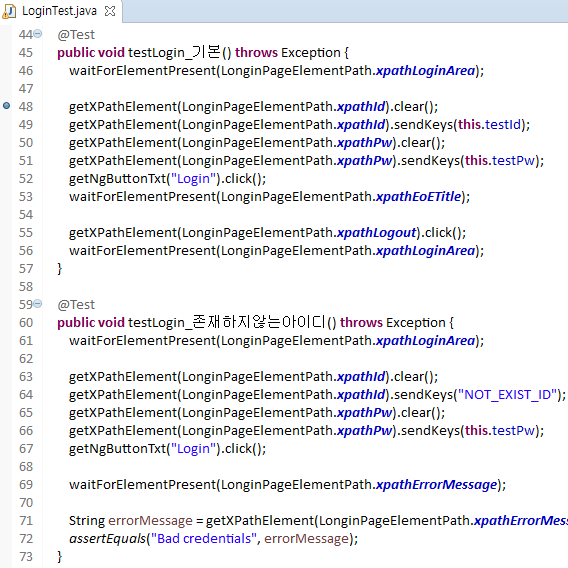 LoginTest.java
44 @Test
45 public void testLogin_기본() throws Exception {
46 waitForElementPresent(LonginPageElementPath.xpathLoginArea);
47
48 getXPathElement(LonginPageElementPath.xpathId).clear();
49 getXPathElement(LonginPageElementPath.xpathId).sendKeys(this.testId);
50 getXPathElement(LonginPageElementPath.xpathPw).clear();
51 getXPathElement(LonginPageElementPath.xpathPw).sendKeys(this.testPw);
52 getNgButtonTxt("Login").click();
53 waitForElementPresent(LonginPageElementPath.xpathEoETitle);
54
55 getXPathElement(LonginPageElementPath.xpathLogout).click();
56 waitForElementPresent(LonginPageElementPath.xpathLoginArea);
57 }
58
59 @Test
60 public void testLogin_존재하지않는아이디() throws Exception {
61 waitForElementPresent(LonginPageElementPath.xpathLoginArea);
62
63 getXPathElement(LonginPageElementPath.xpathId).clear();
64 getXPathElement(LonginPageElementPath.xpathId).sendKeys("NOT_EXIST_ID");
65 getXPathElement(LonginPageElementPath.xpathPw).clear();
66 getXPathElement(LonginPageElementPath.xpathPw).sendKeys(this.testPw);
67 getNgButtonTxt("Login").click();
68
69 waitForElementPresent(LonginPageElementPath.xpathErrorMessage);
70
71 String errorMessage = getXPathElement(LonginPageElementPath.xpathErrorMess
72 assertEquals("Bad credentials", errorMessage);
73 }